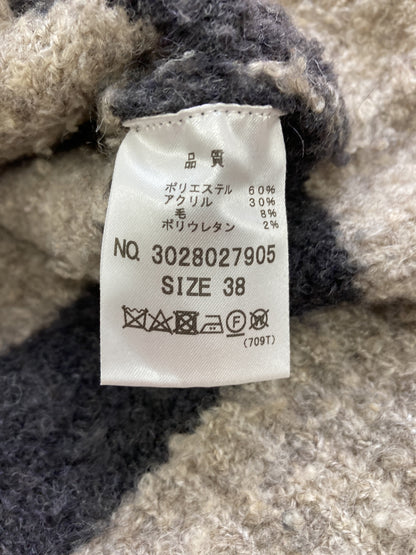 品質
ポリエステル 60%
アクリル 30%
毛 8%
ポリウレタン 2%
NO. 3028027905
SIZE 38
F W
(709T)